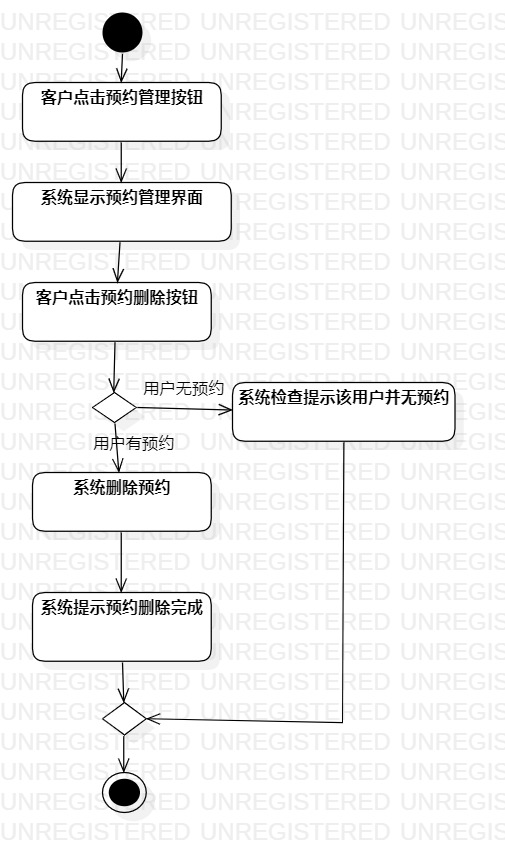 客户点击预约管理按钮
系统显示预约管理界面
客户点击预约删除按钮
用户无预约
系统检查提示该用户并无预约
用户有预约
系统删除预约
系统提示预约删除完成
UNREGISTERED